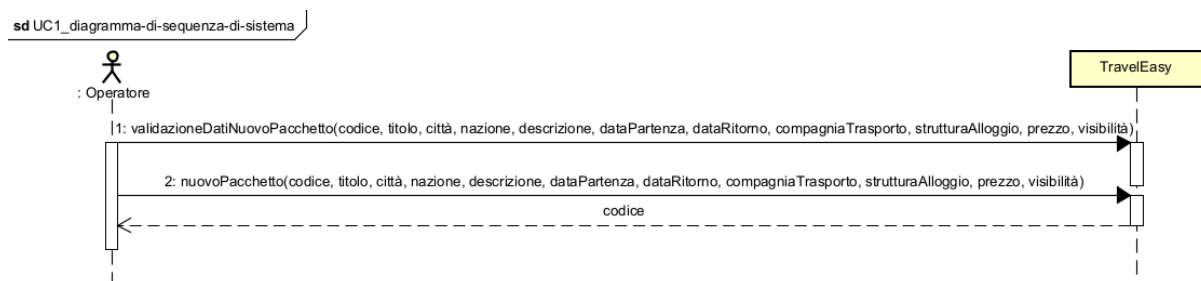 sd UC1_diagramma-di-sequenza-di-sistema
: Operatore
TravelEasy
1: validazioneDatiNuovoPacchetto(codice, titolo, città, nazione, descrizione, dataPartenza, dataRitorno, compagniaTrasporto, strutturaAlloggio, prezzo, visibilità)
2: nuovoPacchetto(codice, titolo, città, nazione, descrizione, dataPartenza, dataRitorno, compagniaTrasporto, strutturaAlloggio, prezzo, visibilità)
codice